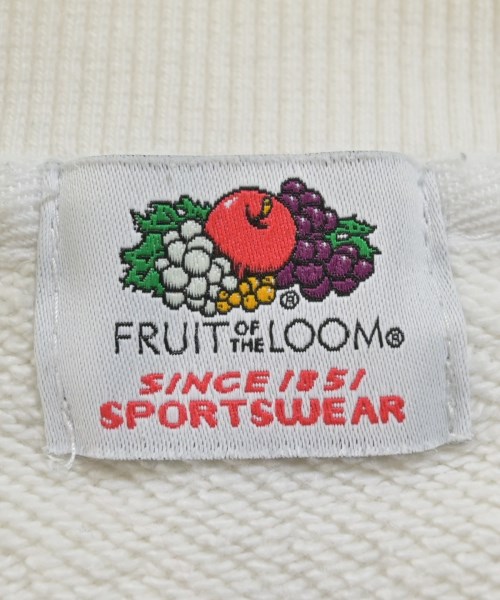 ®
FRUIT OF THE LOOM®
SINCE 1851
SPORTSWEAR